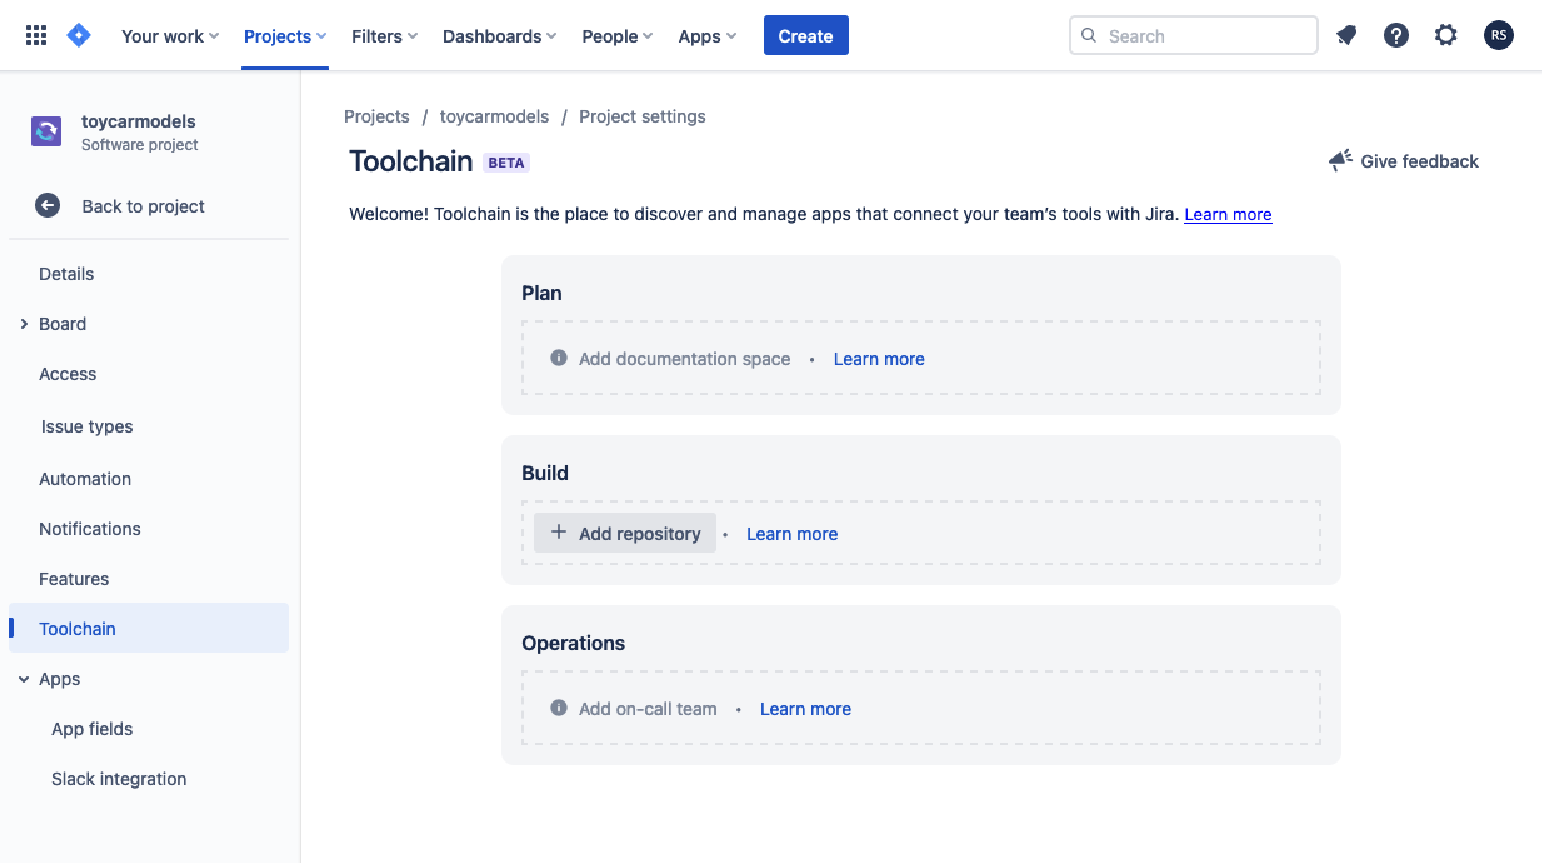 Your work Projects Filters Dashboards People Apps Create Search RS
toycarmodels
Software project
Back to project
Details
Board
Access
Issue types
Automation
Notifications
Features
Toolchain
Apps
App fields
Slack integration
Projects / toycarmodels / Project settings
Toolchain BETA
Give feedback
Welcome! Toolchain is the place to discover and manage apps that connect your team's tools with Jira. Learn more
Plan
Add documentation space • Learn more
Build
+ Add repository • Learn more
Operations
Add on-call team • Learn more